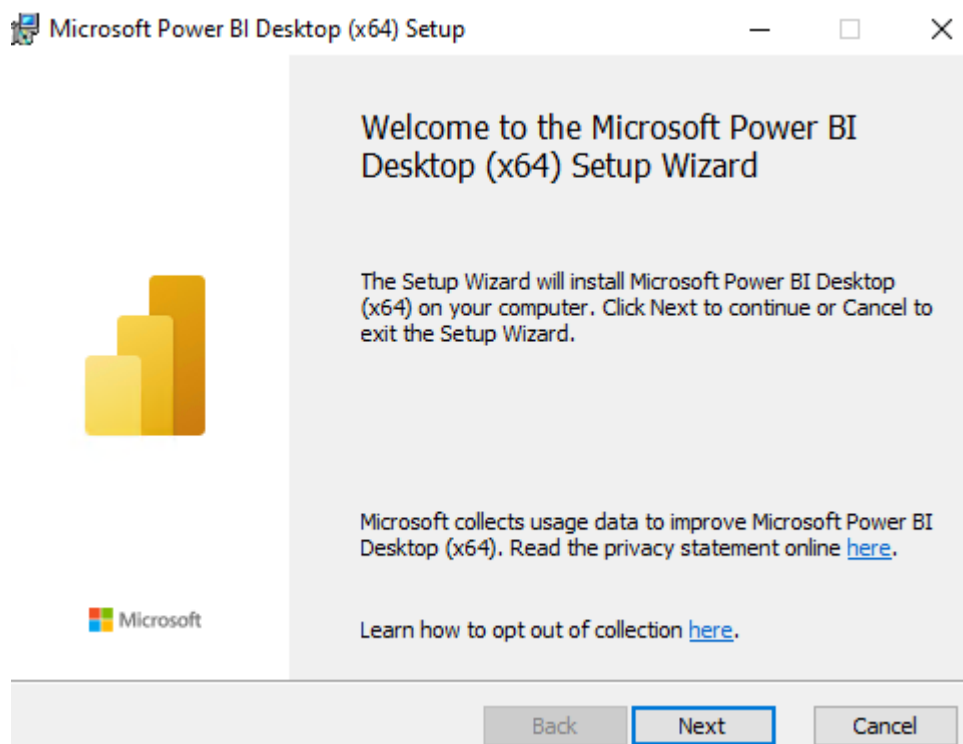 Microsoft Power BI Desktop (x64) Setup
Welcome to the Microsoft Power BI
Desktop (x64) Setup Wizard
The Setup Wizard will install Microsoft Power BI Desktop
(x64) on your computer. Click Next to continue or Cancel to
exit the Setup Wizard.
Microsoft collects usage data to improve Microsoft Power BI
Desktop (x64). Read the privacy statement online here.
Microsoft
Learn how to opt out of collection here.
Back
Next
Cancel